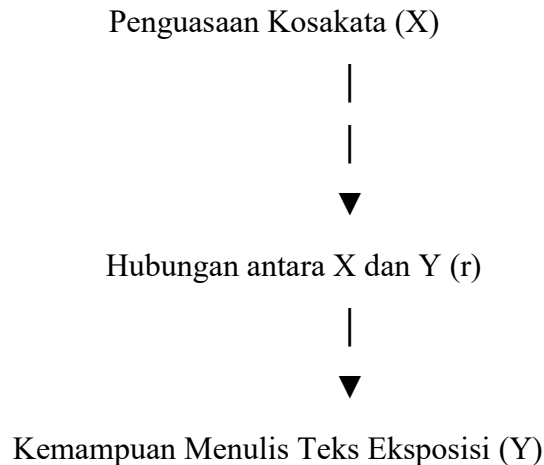 Penguasaan Kosakata (X)
Hubungan antara X dan Y (r)
Kemampuan Menulis Teks Eksposisi (Y)